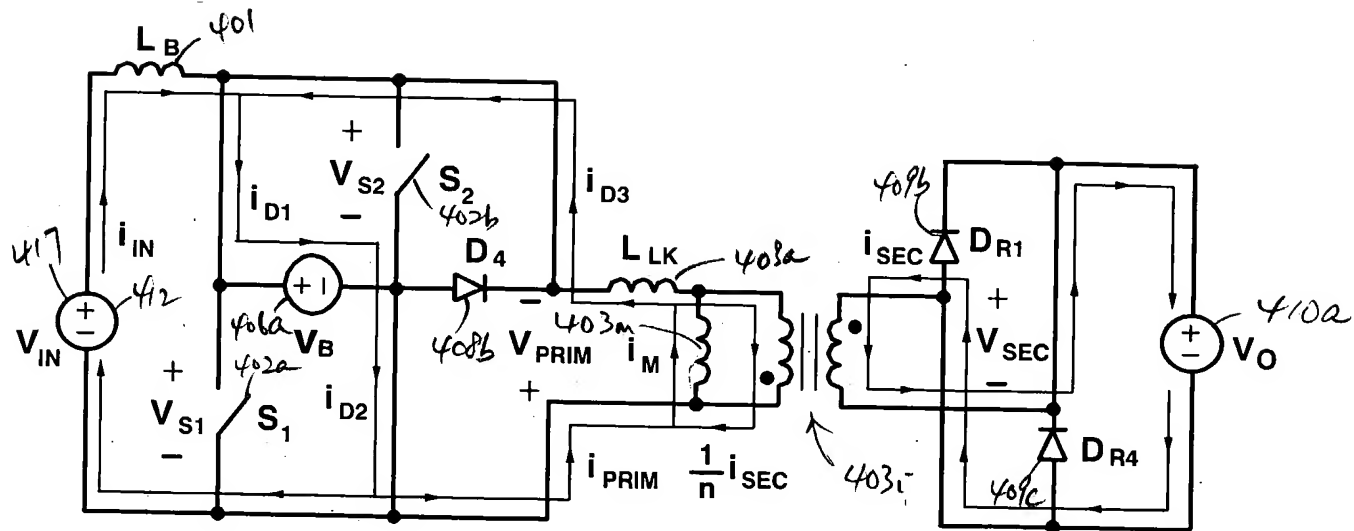 L B 401
+
V S2
−
S 2
402b
i D3
i D1
i IN
417
+
−
412
V IN
406a
+ −
V B
D 4
408b
L LK 403a
−
V PRIM
+
403m
i M
402a
+
V S1
−
S 1
i D2
i PRIM
1/n i SEC
403i
409b
i SEC
D R1
+
V SEC
−
410a
+
−
V O
D R4
409c